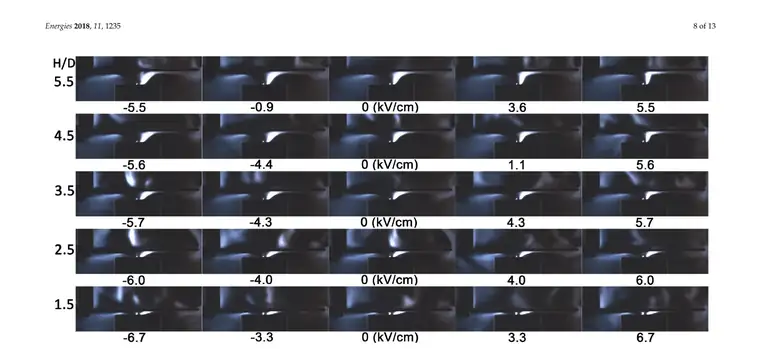 Energies 2018, 11, 1235 8 of 13
H/D
5.5
-5.5 -0.9 0 (kV/cm) 3.6 5.5
4.5
-5.6 -4.4 0 (kV/cm) 1.1 5.6
3.5
-5.7 -4.3 0 (kV/cm) 4.3 5.7
2.5
-6.0 -4.0 0 (kV/cm) 4.0 6.0
1.5
-6.7 -3.3 0 (kV/cm) 3.3 6.7